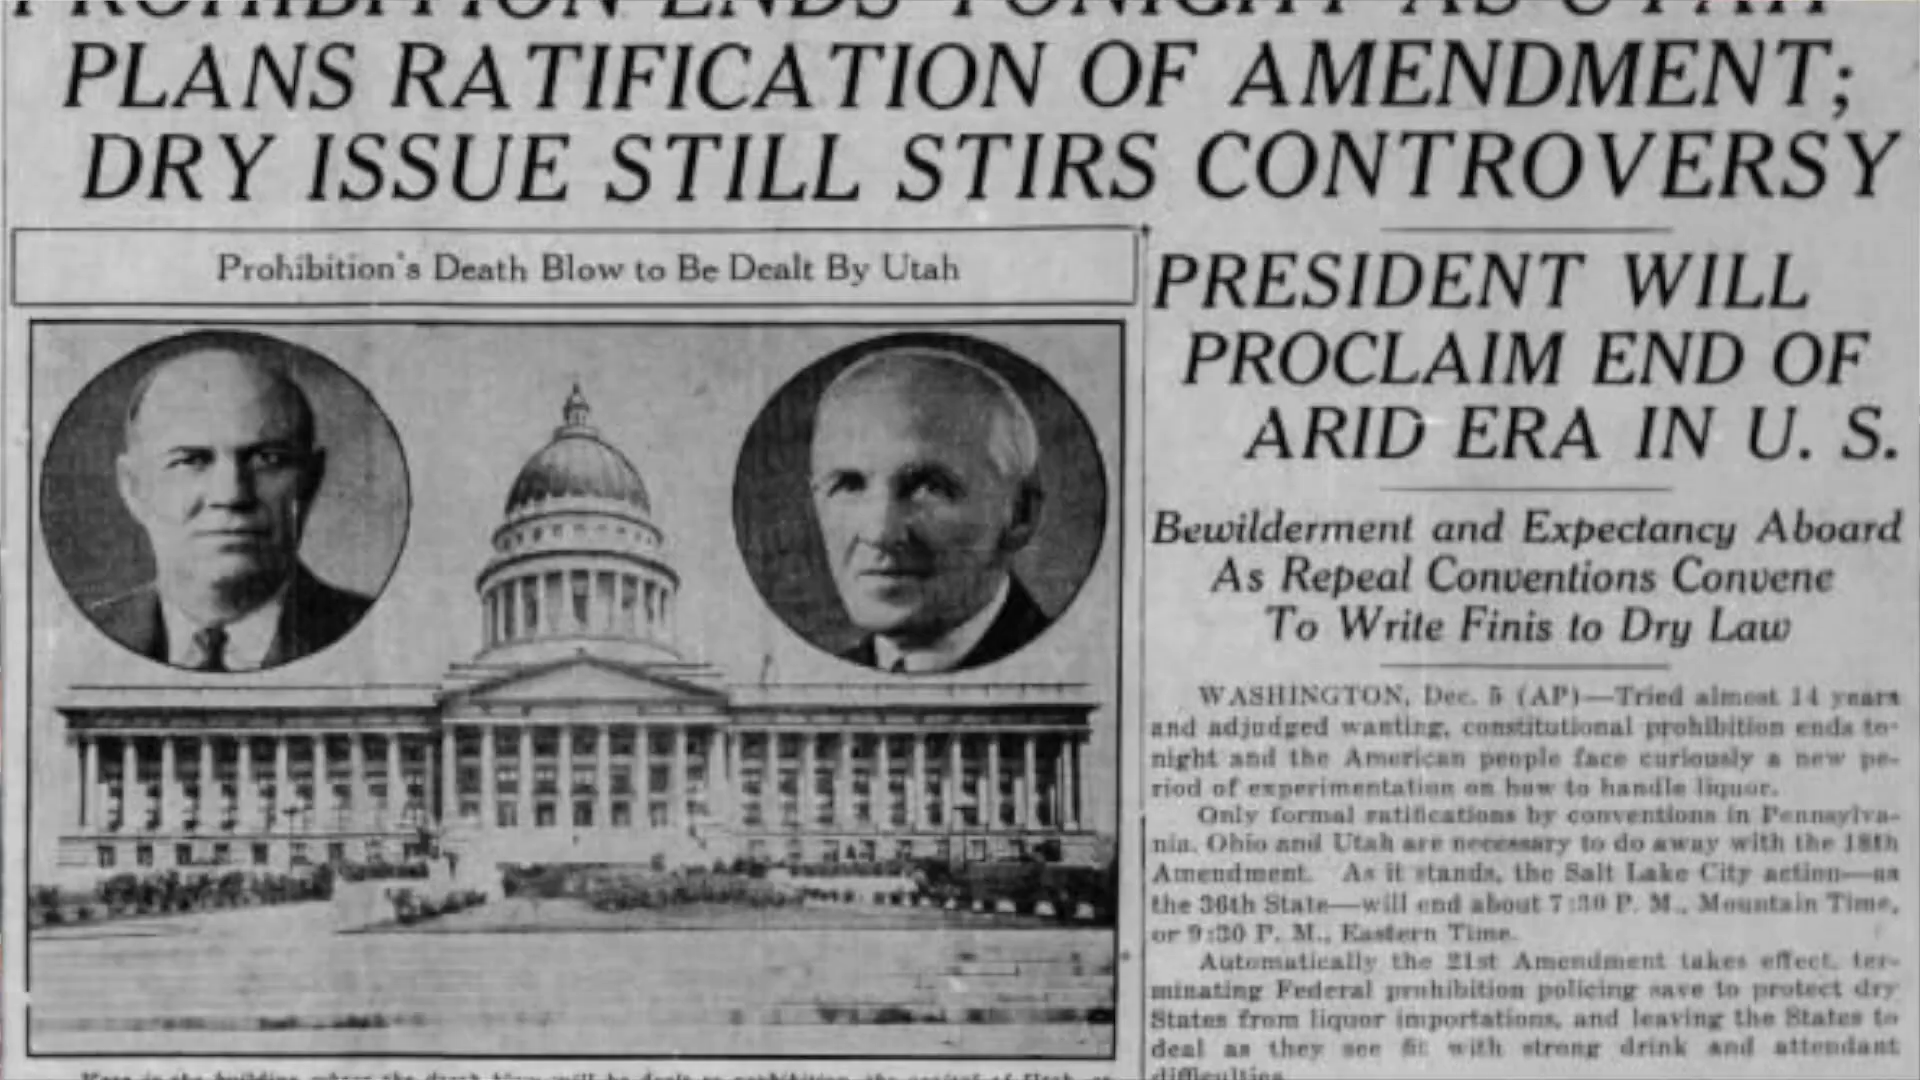 PROHIBITION ENDS TONIGHT AS UTAH
PLANS RATIFICATION OF AMENDMENT;
DRY ISSUE STILL STIRS CONTROVERSY
Prohibition's Death Blow to Be Dealt By Utah
PRESIDENT WILL
PROCLAIM END OF
ARID ERA IN U. S.
Bewilderment and Expectancy Aboard
As Repeal Conventions Convene
To Write Finis to Dry Law
WASHINGTON, Dec. 5 (AP)—Tried almost 14 years
and adjudged wanting, constitutional prohibition ends to-
night and the American people face curiously a new pe-
riod of experimentation on how to handle liquor.
Only formal ratifications by conventions in Pennsylva-
nia, Ohio and Utah are necessary to do away with the 18th
Amendment. As it stands, the Salt Lake City action—as
the 36th State—will end about 7:30 P. M., Mountain Time,
or 9:30 P. M., Eastern Time.
Automatically the 21st Amendment takes effect, ter-
minating Federal prohibition policing save to protect dry
States from liquor importations, and leaving the States to
deal as they see fit with strong drink and attendant
difficulties.